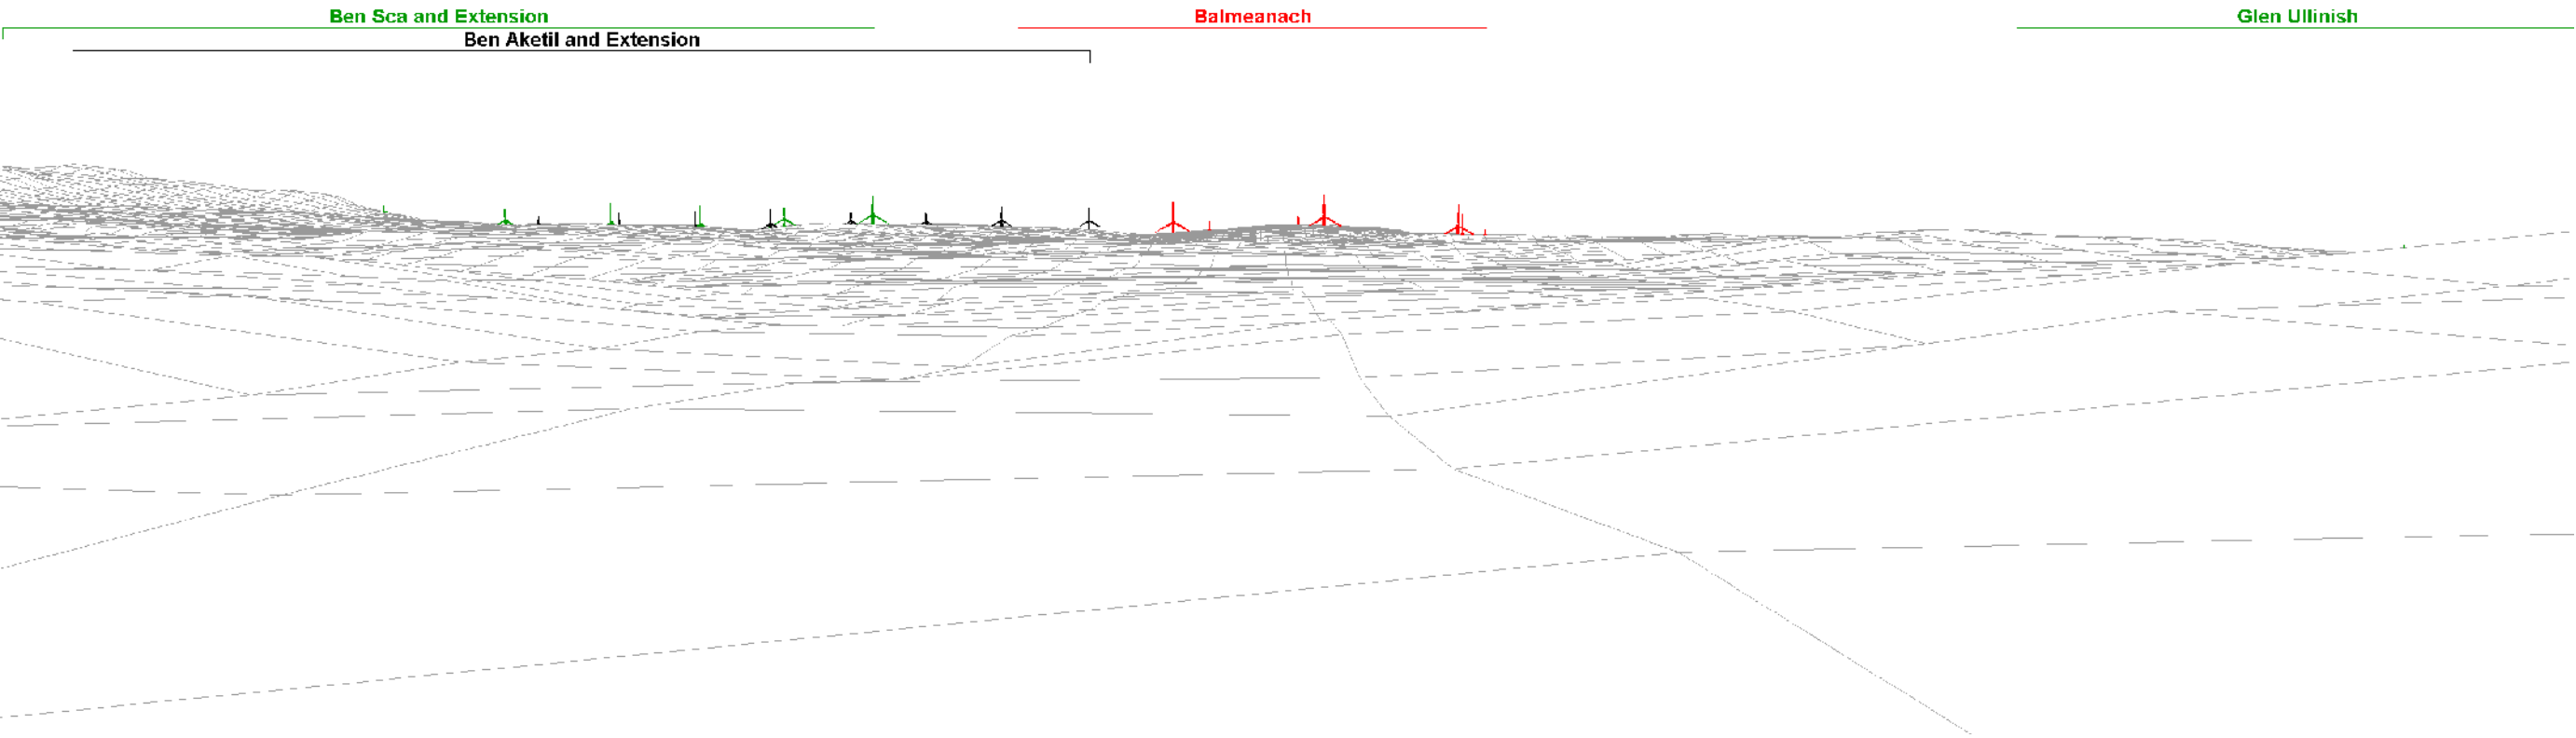 Ben Sca and Extension
Balmeanach
Glen Ullinish
Ben Aketil and Extension